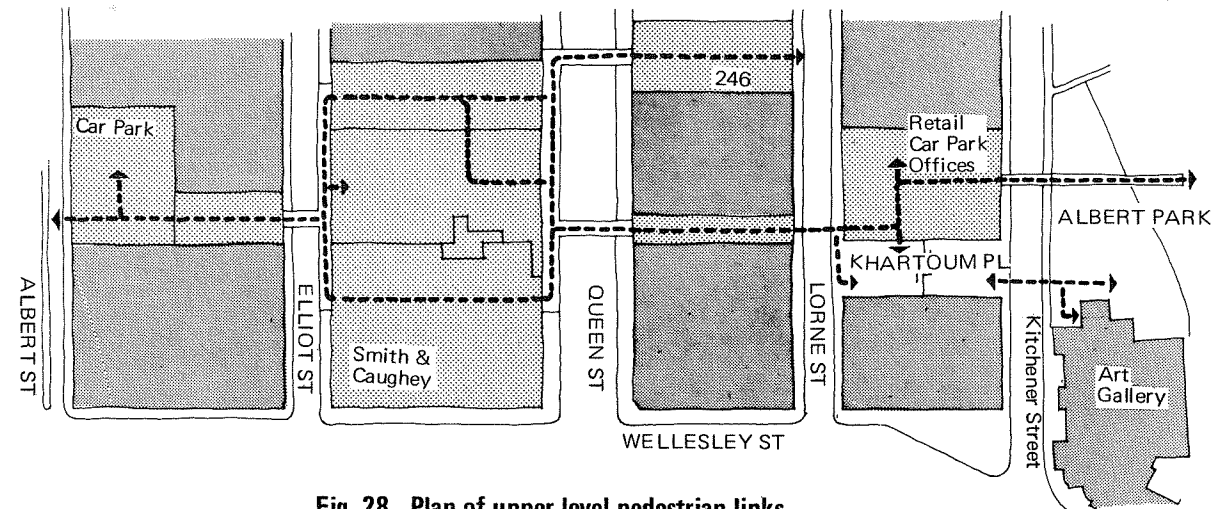 Car Park
246
Retail
Car Park
Offices
ALBERT PARK
KHARTOUM PL
ALBERT ST
ELLIOT ST
QUEEN ST
LORNE ST
Kitchener Street
Smith &
Caughey
Art
Gallery
WELLESLEY ST
Fig. 28 Plan of upper level pedestrian links